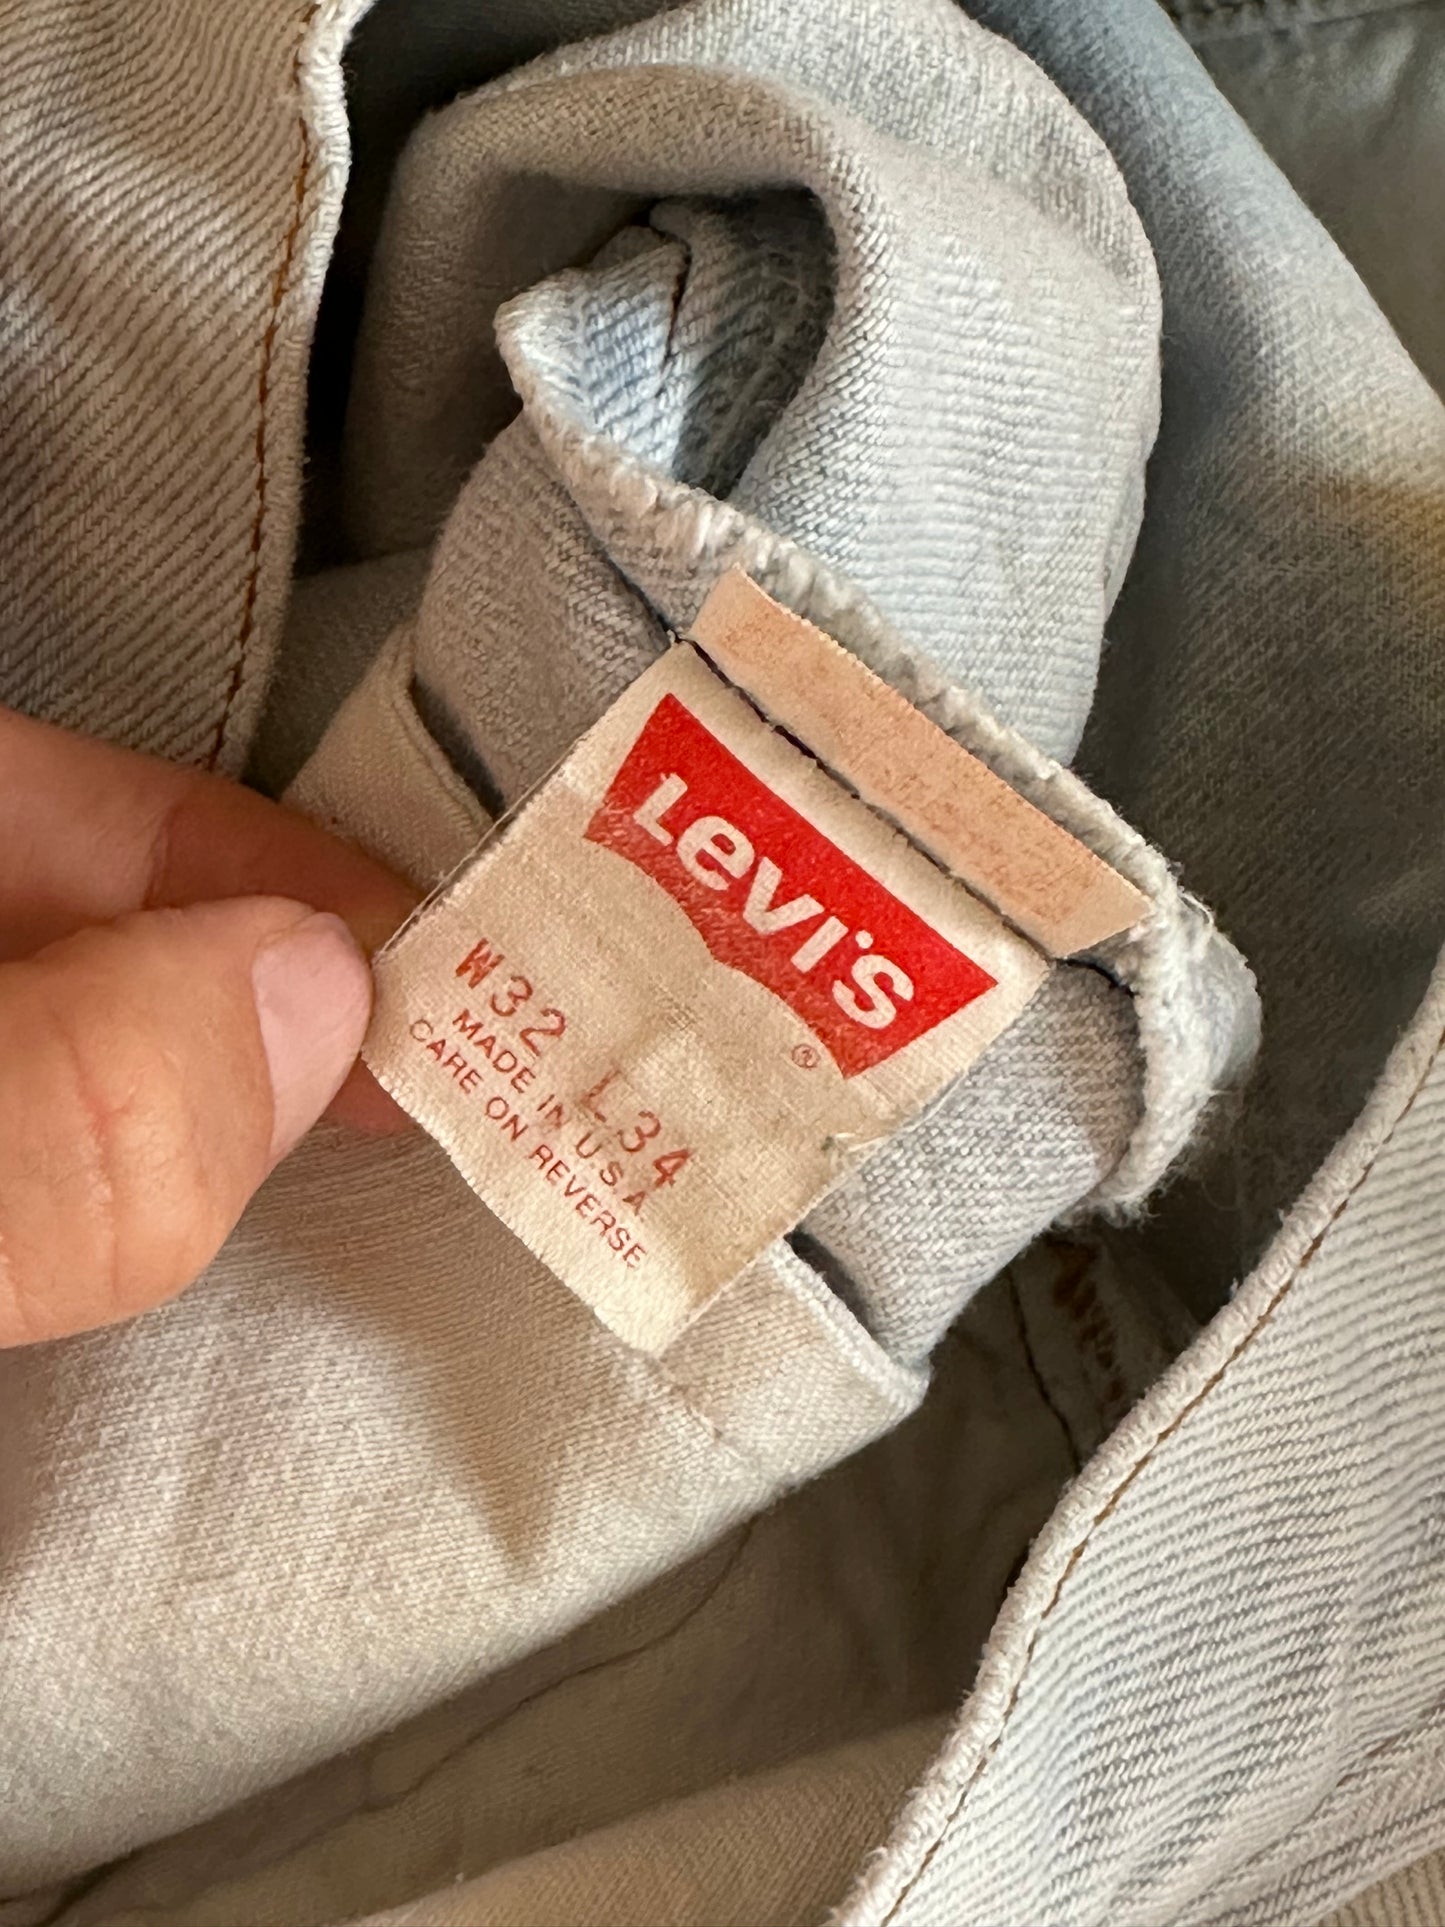 Levi's
®
W32 L34
MADE IN U S A
CARE ON REVERSE